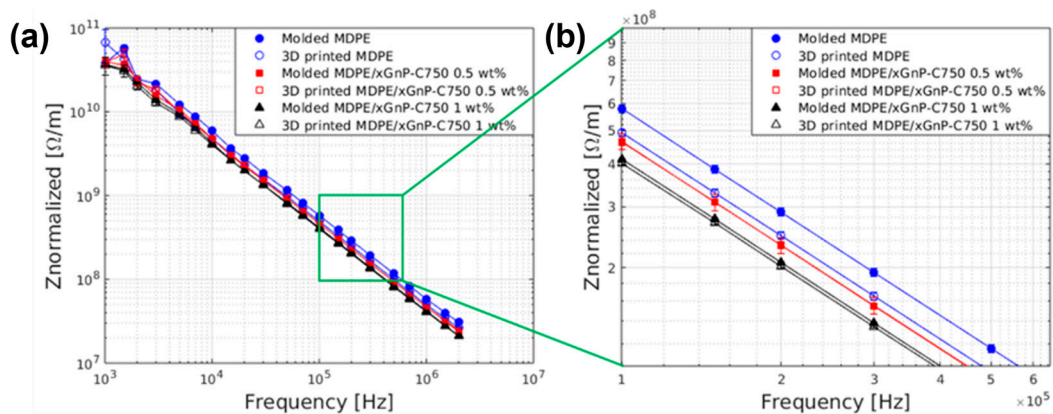 (a)
Znormalized [Ω/m]
10^11
10^10
10^9
10^8
10^7
Molded MDPE
3D printed MDPE
Molded MDPE/xGnP-C750 0.5 wt%
3D printed MDPE/xGnP-C750 0.5 wt%
Molded MDPE/xGnP-C750 1 wt%
3D printed MDPE/xGnP-C750 1 wt%
10^3 10^4 10^5 10^6 10^7
Frequency [Hz]
(b)
Znormalized [Ω/m]
×10^8
9
8
7
6
5
4
3
2
Molded MDPE
3D printed MDPE
Molded MDPE/xGnP-C750 0.5 wt%
3D printed MDPE/xGnP-C750 0.5 wt%
Molded MDPE/xGnP-C750 1 wt%
3D printed MDPE/xGnP-C750 1 wt%
1 2 3 4 5 6
×10^5
Frequency [Hz]